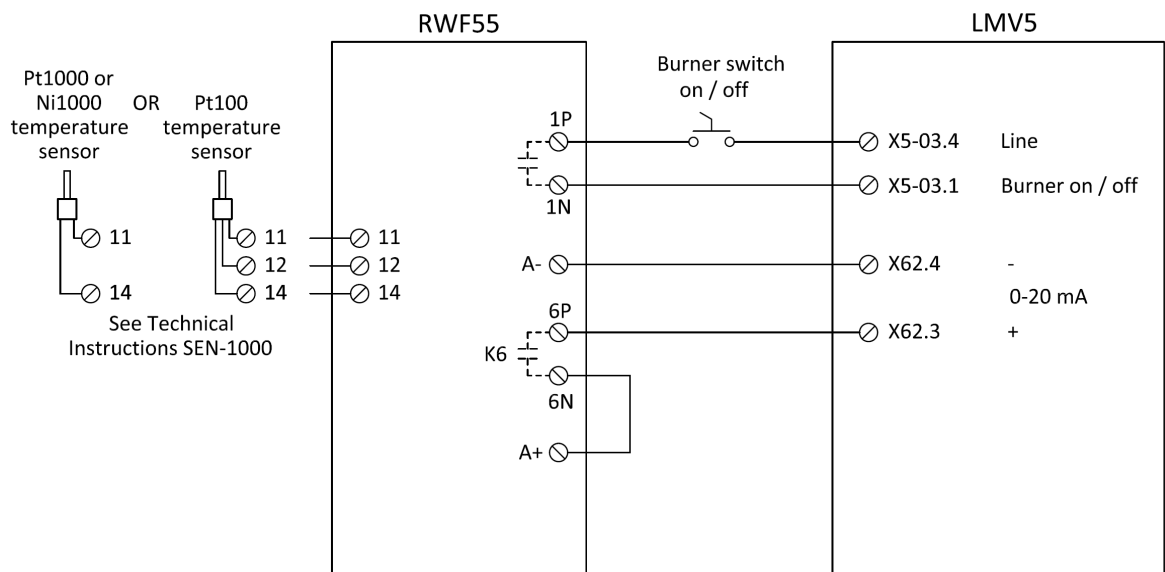 RWF55
LMV5
Pt1000 or
Ni1000
temperature
sensor
OR
Pt100
temperature
sensor
Burner switch
on / off
1P
1N
X5-03.4 Line
X5-03.1 Burner on / off
11
14
11
12
14
11
12
14
See Technical
Instructions SEN-1000
A-
6P
K6
6N
A+
X62.4 -
0-20 mA
X62.3 +